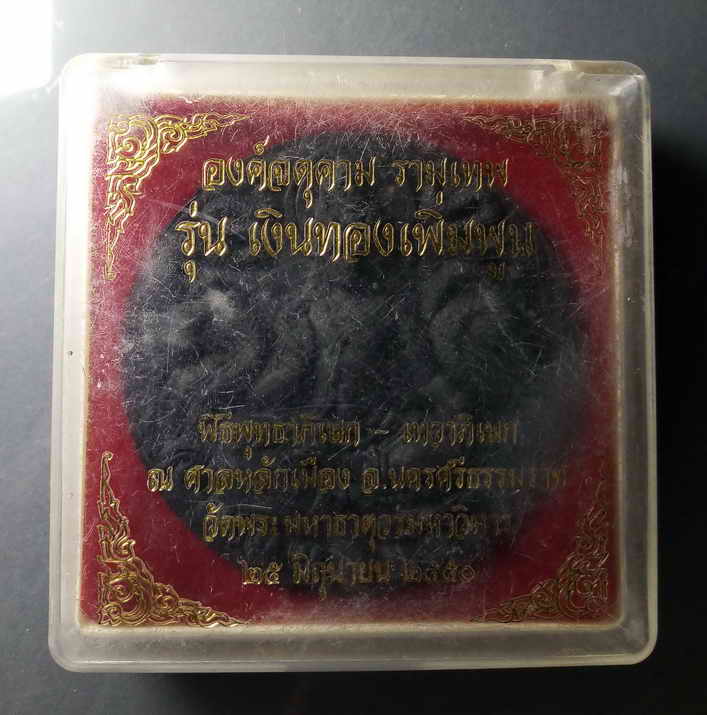 องค์จตุคาม รามเทพ
รุ่น เงินทองเพิ่มพูน
พิธีพุทธาภิเษก - เทวาภิเษก
ณ ศาลหลักเมือง จ.นครศรีธรรมราช
วัดพระมหาธาตุวรมหาวิหาร
๒๕ มิถุนายน ๒๕๕๐